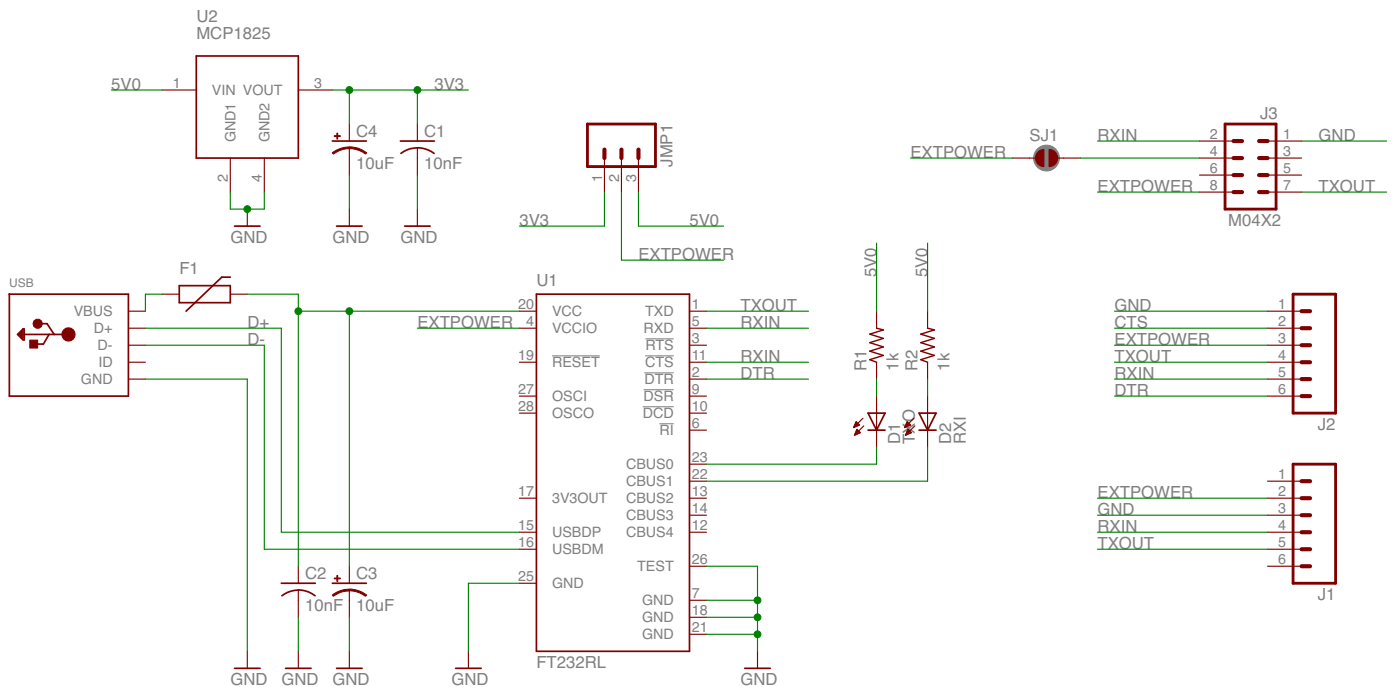 U2
MCP1825
5V0 1 VIN VOUT 3 3V3
GND1 GND2
2 4
GND
C4
10uF
GND
C1
10nF
GND
JMP1
1 2 3
3V3
5V0
EXTPOWER
SJ1
EXTPOWER
J3
RXIN 2 1 GND
4 3
6 5
EXTPOWER 8 7 TXOUT
M04X2
USB
VBUS
D+
D-
ID
GND
F1
D+
D-
C2
10nF
C3
10uF
GND
GND
GND
GND
U1
20 VCC
EXTPOWER 4 VCCIO
19 RESET
27 OSCI
28 OSCO
17 3V3OUT
15 USBDP
16 USBDM
25 GND
TXD 1 TXOUT
RXD 5 RXIN
RTS 3
CTS 11 RXIN
DTR 2 DTR
DSR 9
DCD 10
RI 6
CBUS0 23
CBUS1 22
CBUS2 13
CBUS3 14
CBUS4 12
TEST 26
GND 7
GND 18
GND 21
FT232RL
GND
5V0
5V0
R1
1k
R2
1k
D1
TXO
D2
RXI
GND 1
CTS 2
EXTPOWER 3
TXOUT 4
RXIN 5
DTR 6
J2
1
EXTPOWER 2
GND 3
RXIN 4
TXOUT 5
6
J1